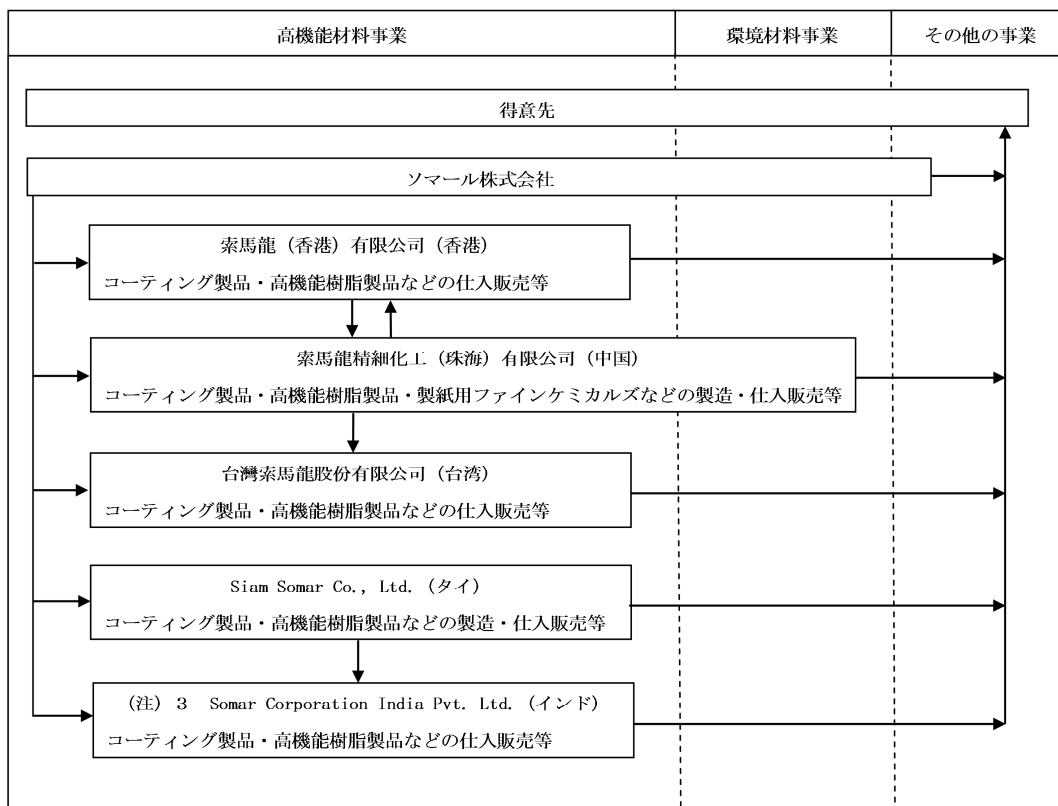 高機能材料事業
環境材料事業
その他の事業
得意先
ソマール株式会社
索馬龍（香港）有限公司（香港）
コーティング製品・高機能樹脂製品などの仕入販売等
索馬龍精細化工（珠海）有限公司（中国）
コーティング製品・高機能樹脂製品・製紙用ファインケミカルズなどの製造・仕入販売等
台灣索馬龍股份有限公司（台湾）
コーティング製品・高機能樹脂製品などの仕入販売等
Siam Somar Co., Ltd.（タイ）
コーティング製品・高機能樹脂製品などの製造・仕入販売等
（注）３　Somar Corporation India Pvt. Ltd.（インド）
コーティング製品・高機能樹脂製品などの仕入販売等